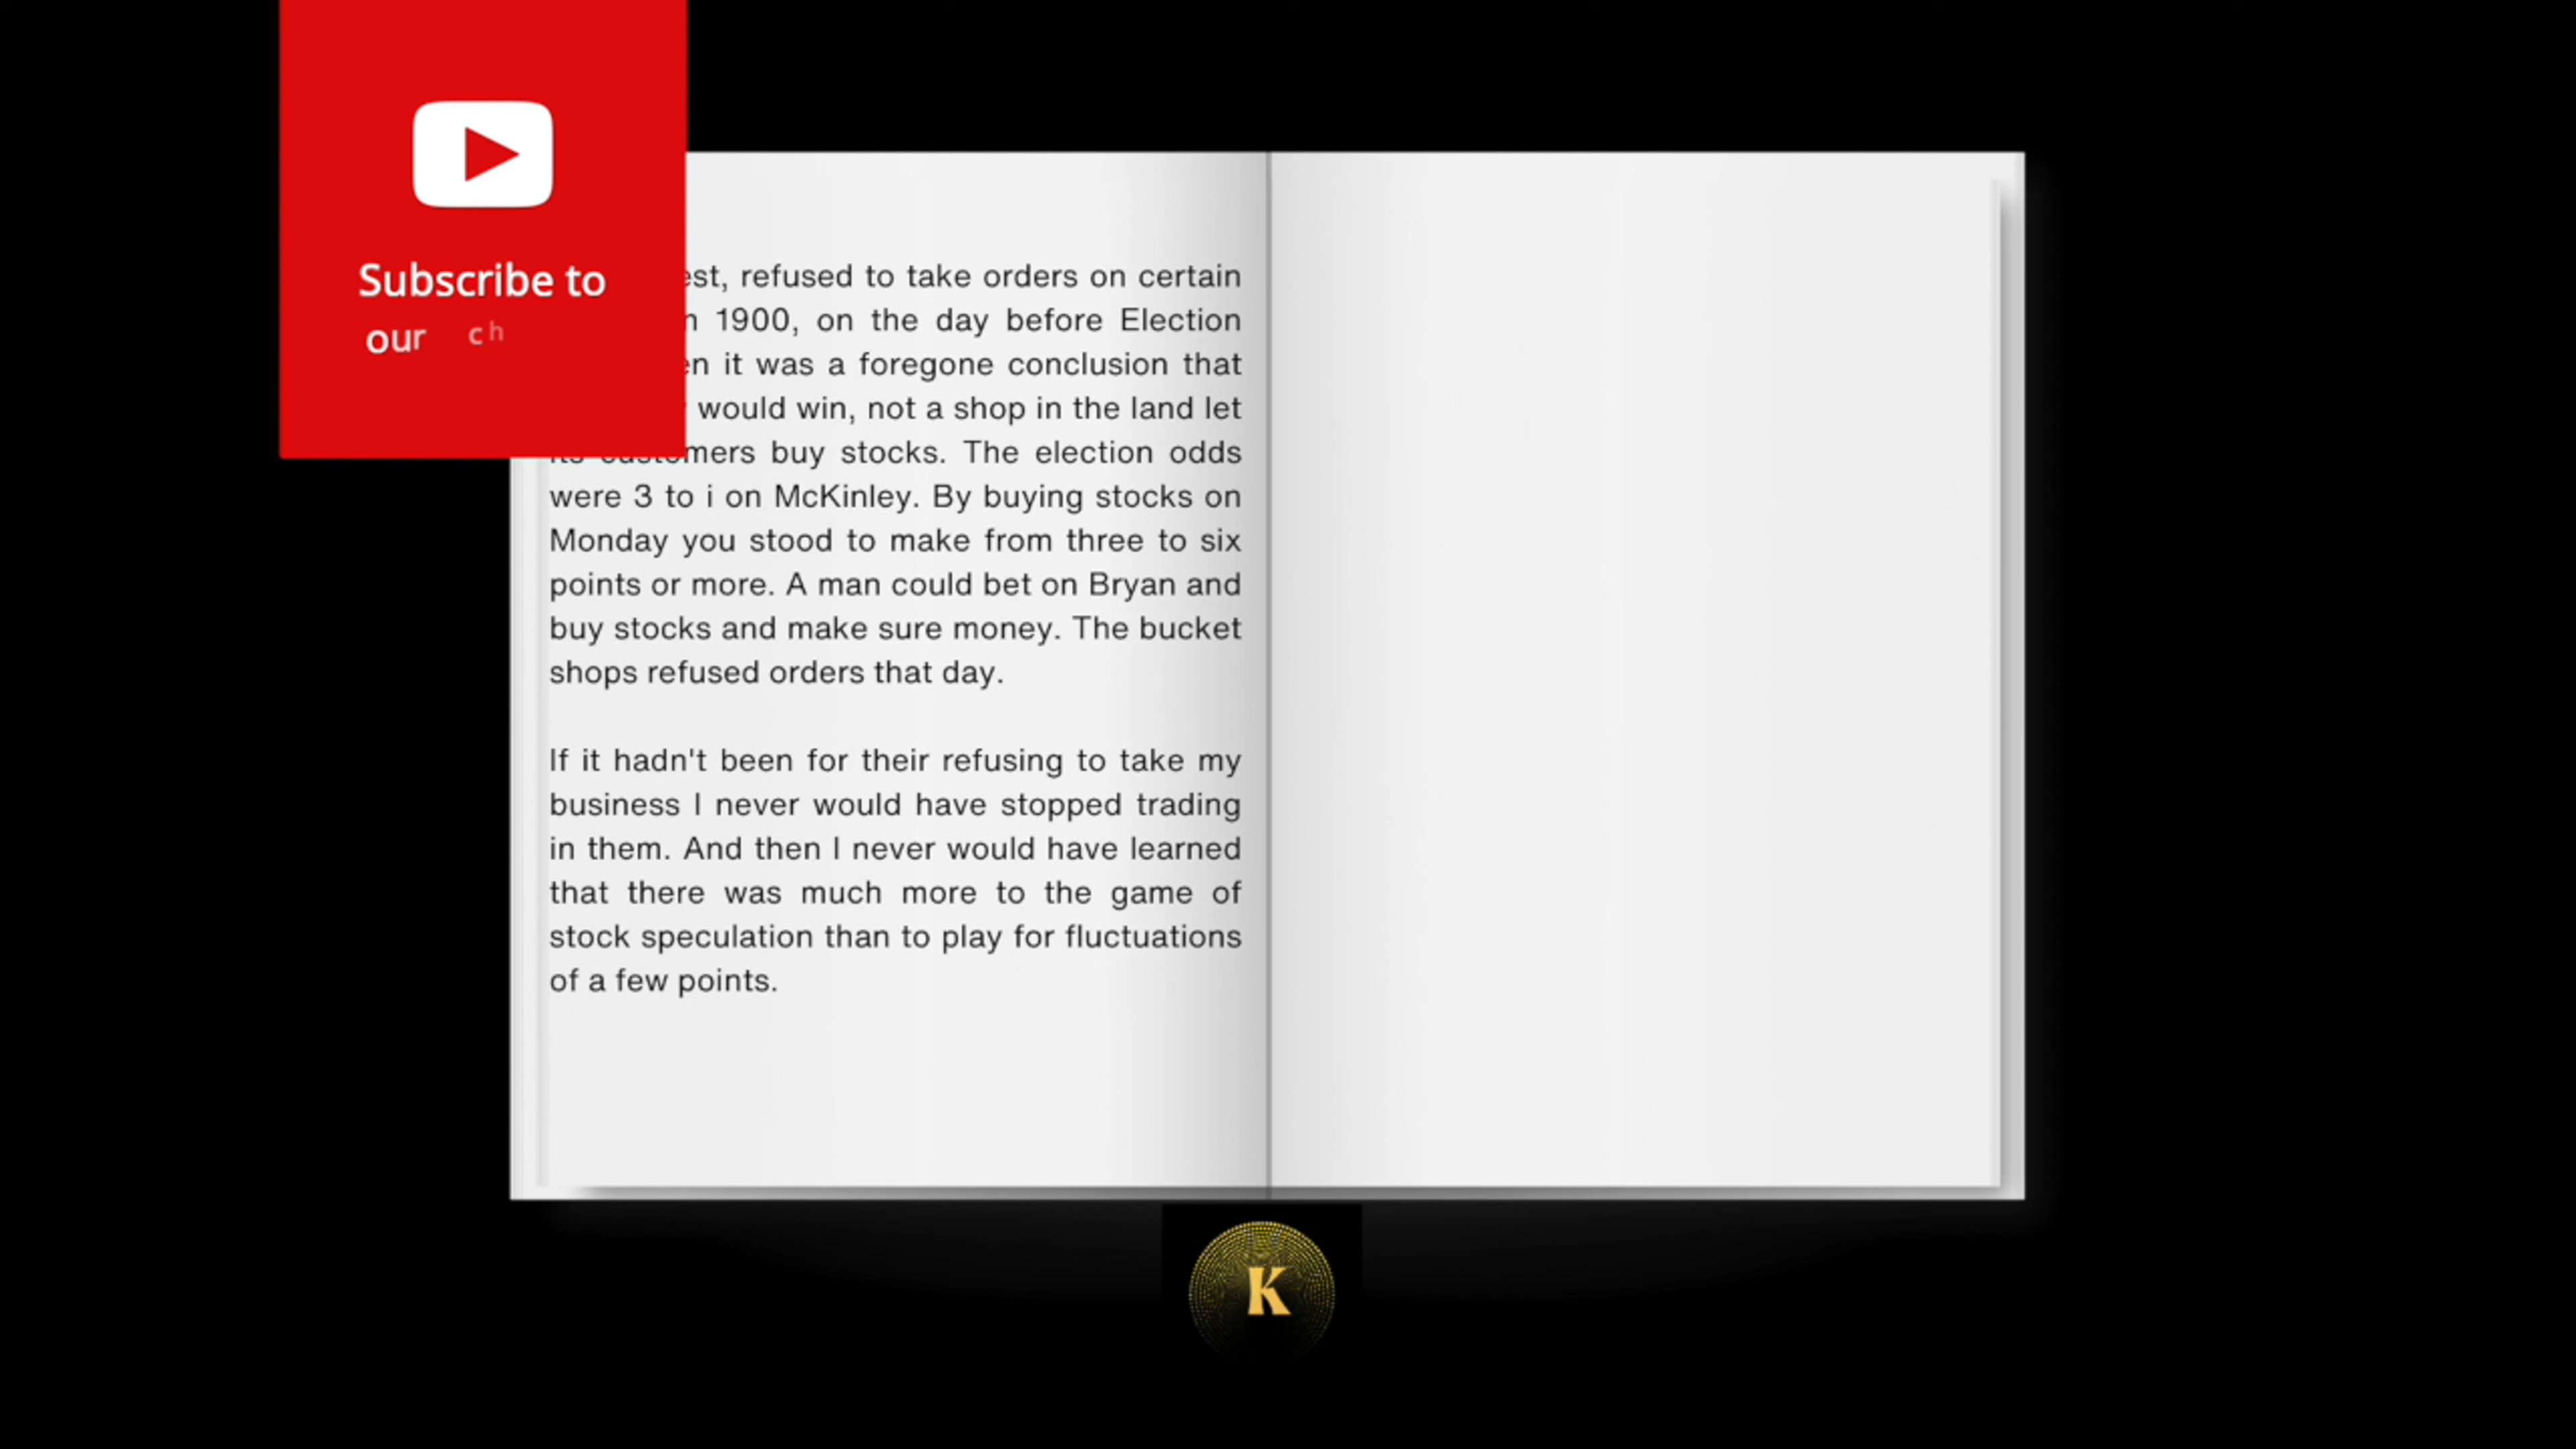 Subscribe to
our ch
refused to take orders on certain
1900, on the day before Election
it was a foregone conclusion that
would win, not a shop in the land let
buy stocks. The election odds
were 3 to i on McKinley. By buying stocks on
Monday you stood to make from three to six
points or more. A man could bet on Bryan and
buy stocks and make sure money. The bucket
shops refused orders that day.
If it hadn't been for their refusing to take my
business I never would have stopped trading
in them. And then I never would have learned
that there was much more to the game of
stock speculation than to play for fluctuations
of a few points.
K